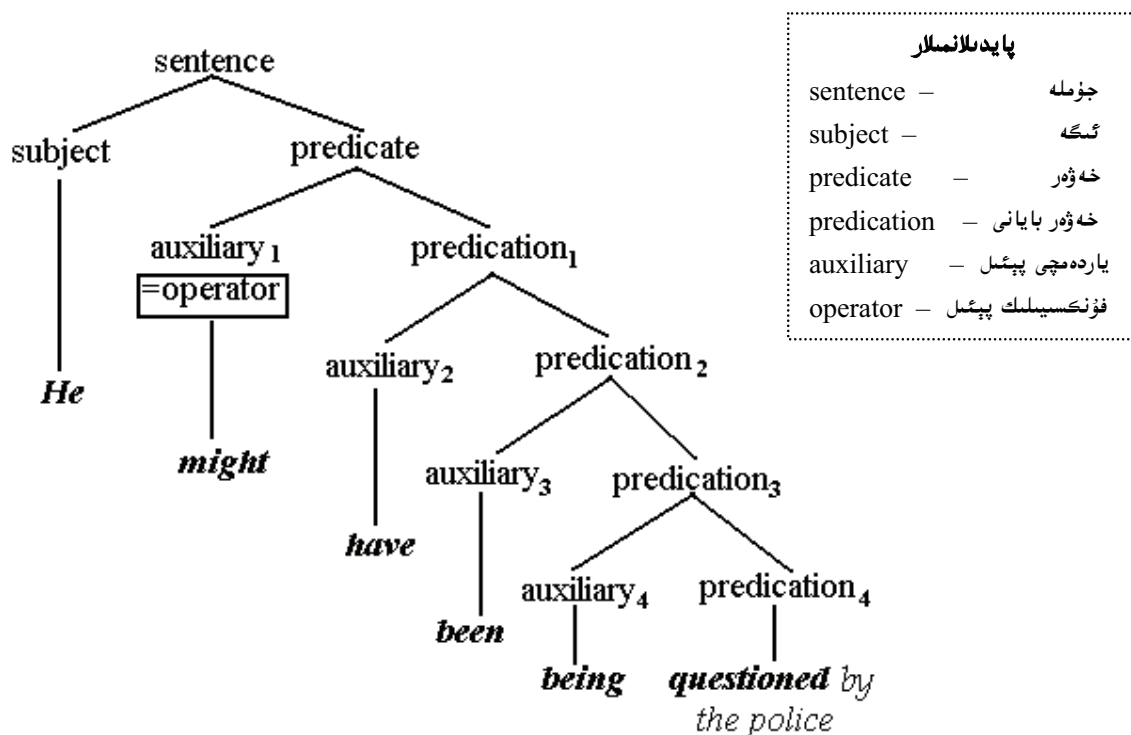 sentence
subject predicate
auxiliary₁ predication₁
=operator
auxiliary₂ predication₂
He
might auxiliary₃ predication₃
have
auxiliary₄ predication₄
been
being questioned by
the police
پايدىلانمىلار
sentence – جۈملە
subject – ئىگە
predicate – خەۋەر
predication – خەۋەر بايانى
auxiliary – ياردەمچى پېئىل
operator – فۇنكسىيىلىك پېئىل